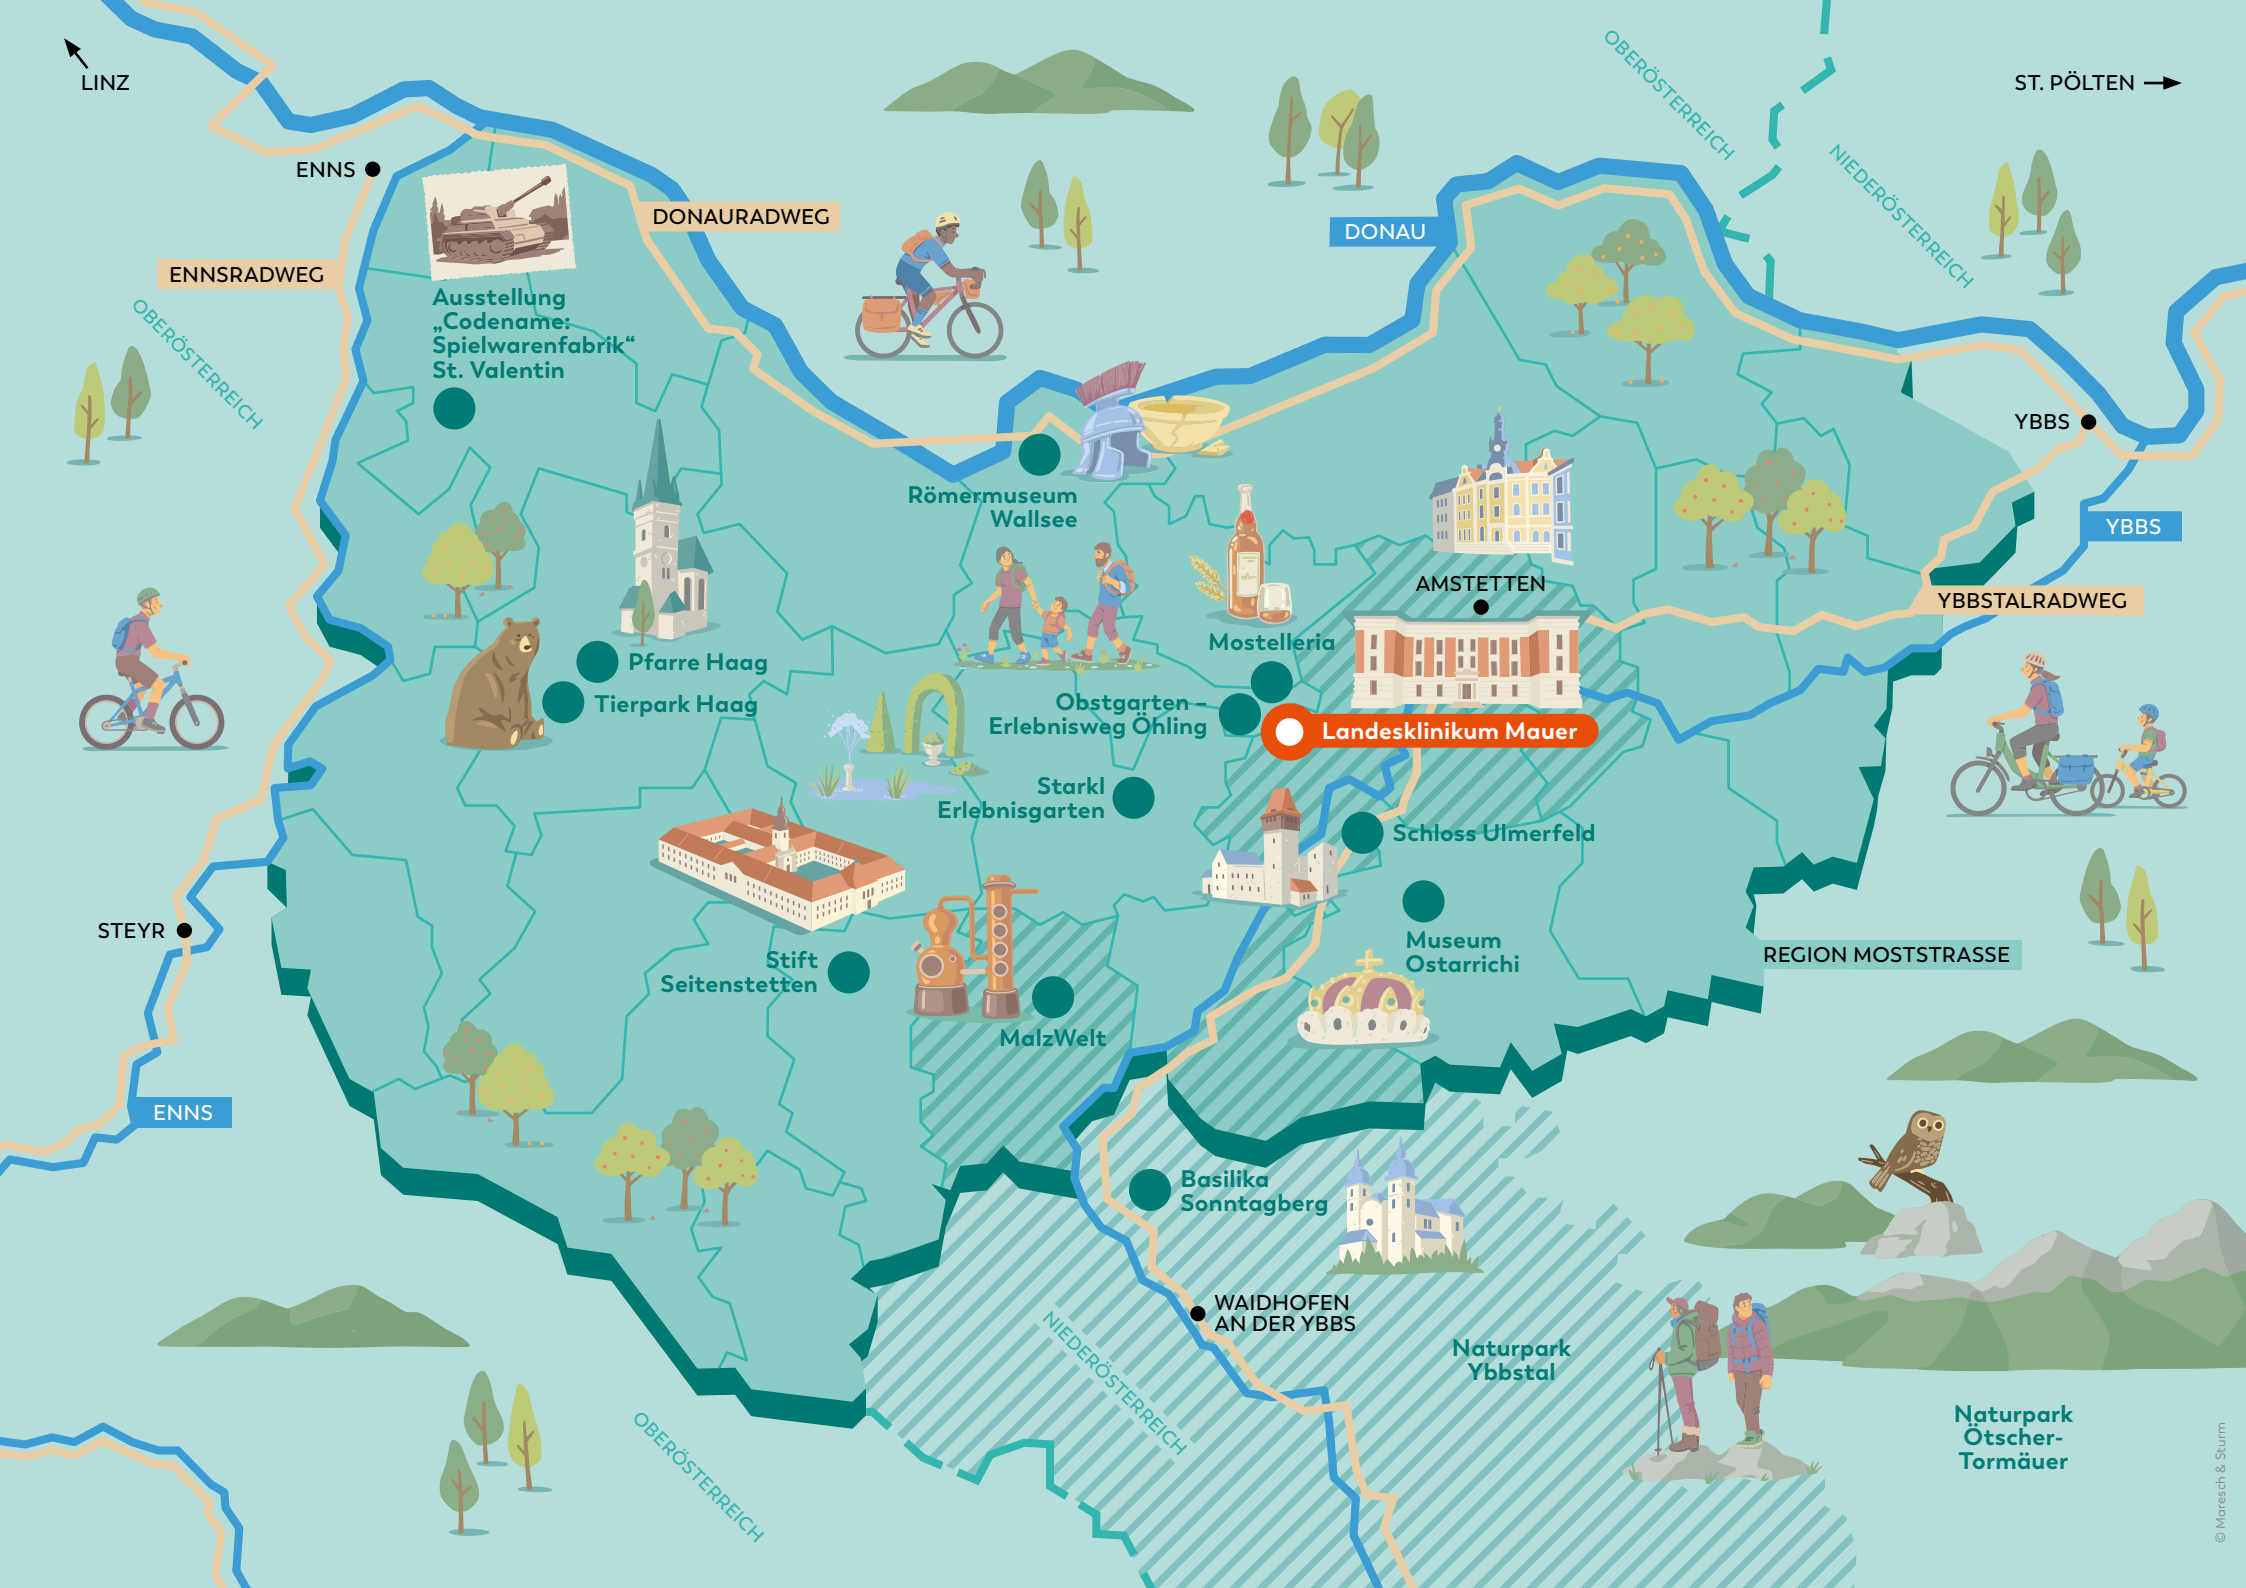 LINZ
OBERÖSTERREICH
NIEDERÖSTERREICH
ST. PÖLTEN
ENNS
DONAURADWEG
DONAU
ENNSRADWEG
OBERÖSTERREICH
Ausstellung
„Codename:
Spielwarenfabrik“
St. Valentin
YBBS
Römermuseum
Wallsee
YBBS
AMSTETTEN
YBBSTALRADWEG
Mostelleria
Pfarre Haag
Tierpark Haag
Obstgarten –
Erlebnisweg Öhling
Landesklinikum Mauer
Starkl
Erlebnisgarten
Schloss Ulmerfeld
STEYR
Museum
Ostarrichi
REGION MOSTSTRASSE
Stift
Seitenstetten
MalzWelt
ENNS
Basilika
Sonntagberg
WAIDHOFEN
AN DER YBBS
NIEDERÖSTERREICH
Naturpark
Ybbstal
OBERÖSTERREICH
Naturpark
Ötscher-
Tormäuer
© Maresch & Sturm